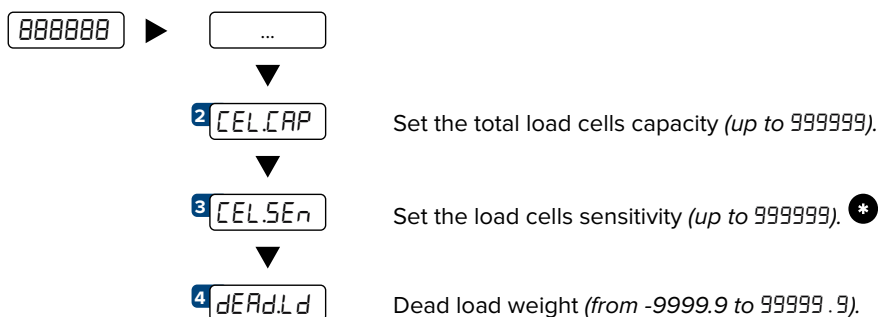 888888 ...
2 CEL.CAP Set the total load cells capacity (up to 999999).
3 CEL.SEn Set the load cells sensitivity (up to 999999). *
4 dEAd.Ld Dead load weight (from -9999.9 to 99999.9).